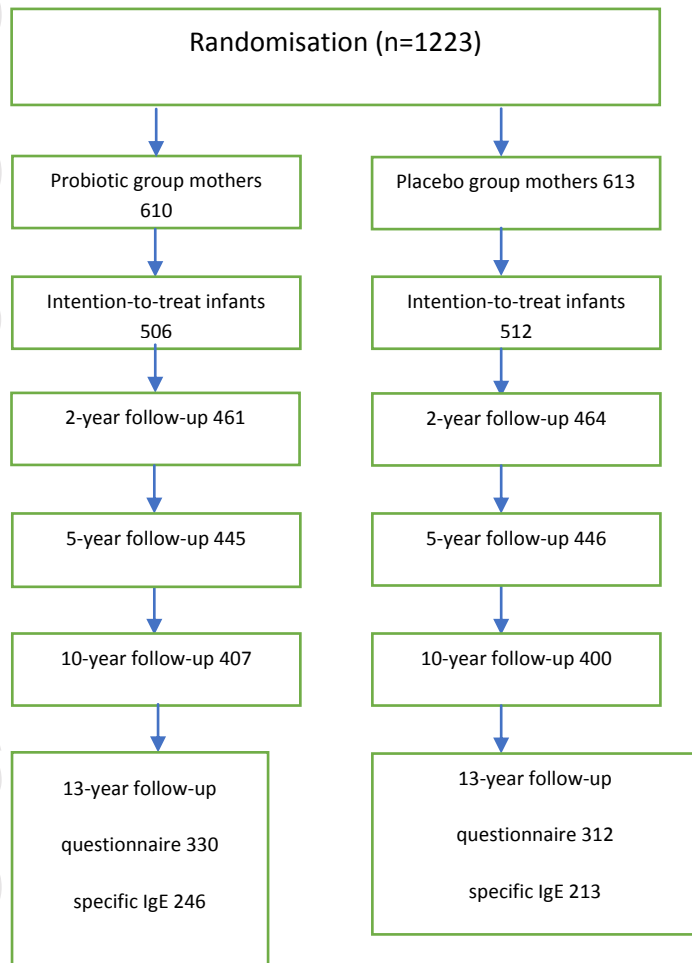 Randomisation (n=1223)
Probiotic group mothers
610
Placebo group mothers 613
Intention-to-treat infants
506
Intention-to-treat infants
512
2-year follow-up 461
2-year follow-up 464
5-year follow-up 445
5-year follow-up 446
10-year follow-up 407
10-year follow-up 400
13-year follow-up
questionnaire 330
specific IgE 246
13-year follow-up
questionnaire 312
specific IgE 213